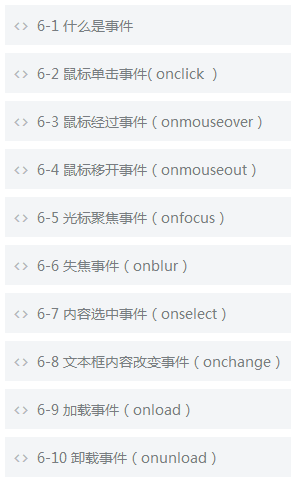 6-1 什么是事件
6-2 鼠标单击事件( onclick ）
6-3 鼠标经过事件（onmouseover）
6-4 鼠标移开事件（onmouseout）
6-5 光标聚焦事件（onfocus）
6-6 失焦事件（onblur）
6-7 内容选中事件（onselect）
6-8 文本框内容改变事件（onchange）
6-9 加载事件（onload）
6-10 卸载事件（onunload）